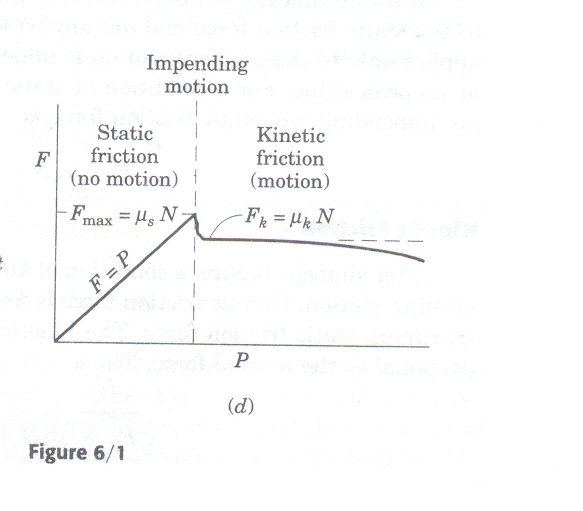 Impending
motion
Static
friction
(no motion)
Kinetic
friction
(motion)
F
F_max = μ_s N
F_k = μ_k N
F = P
P
(d)
Figure 6/1